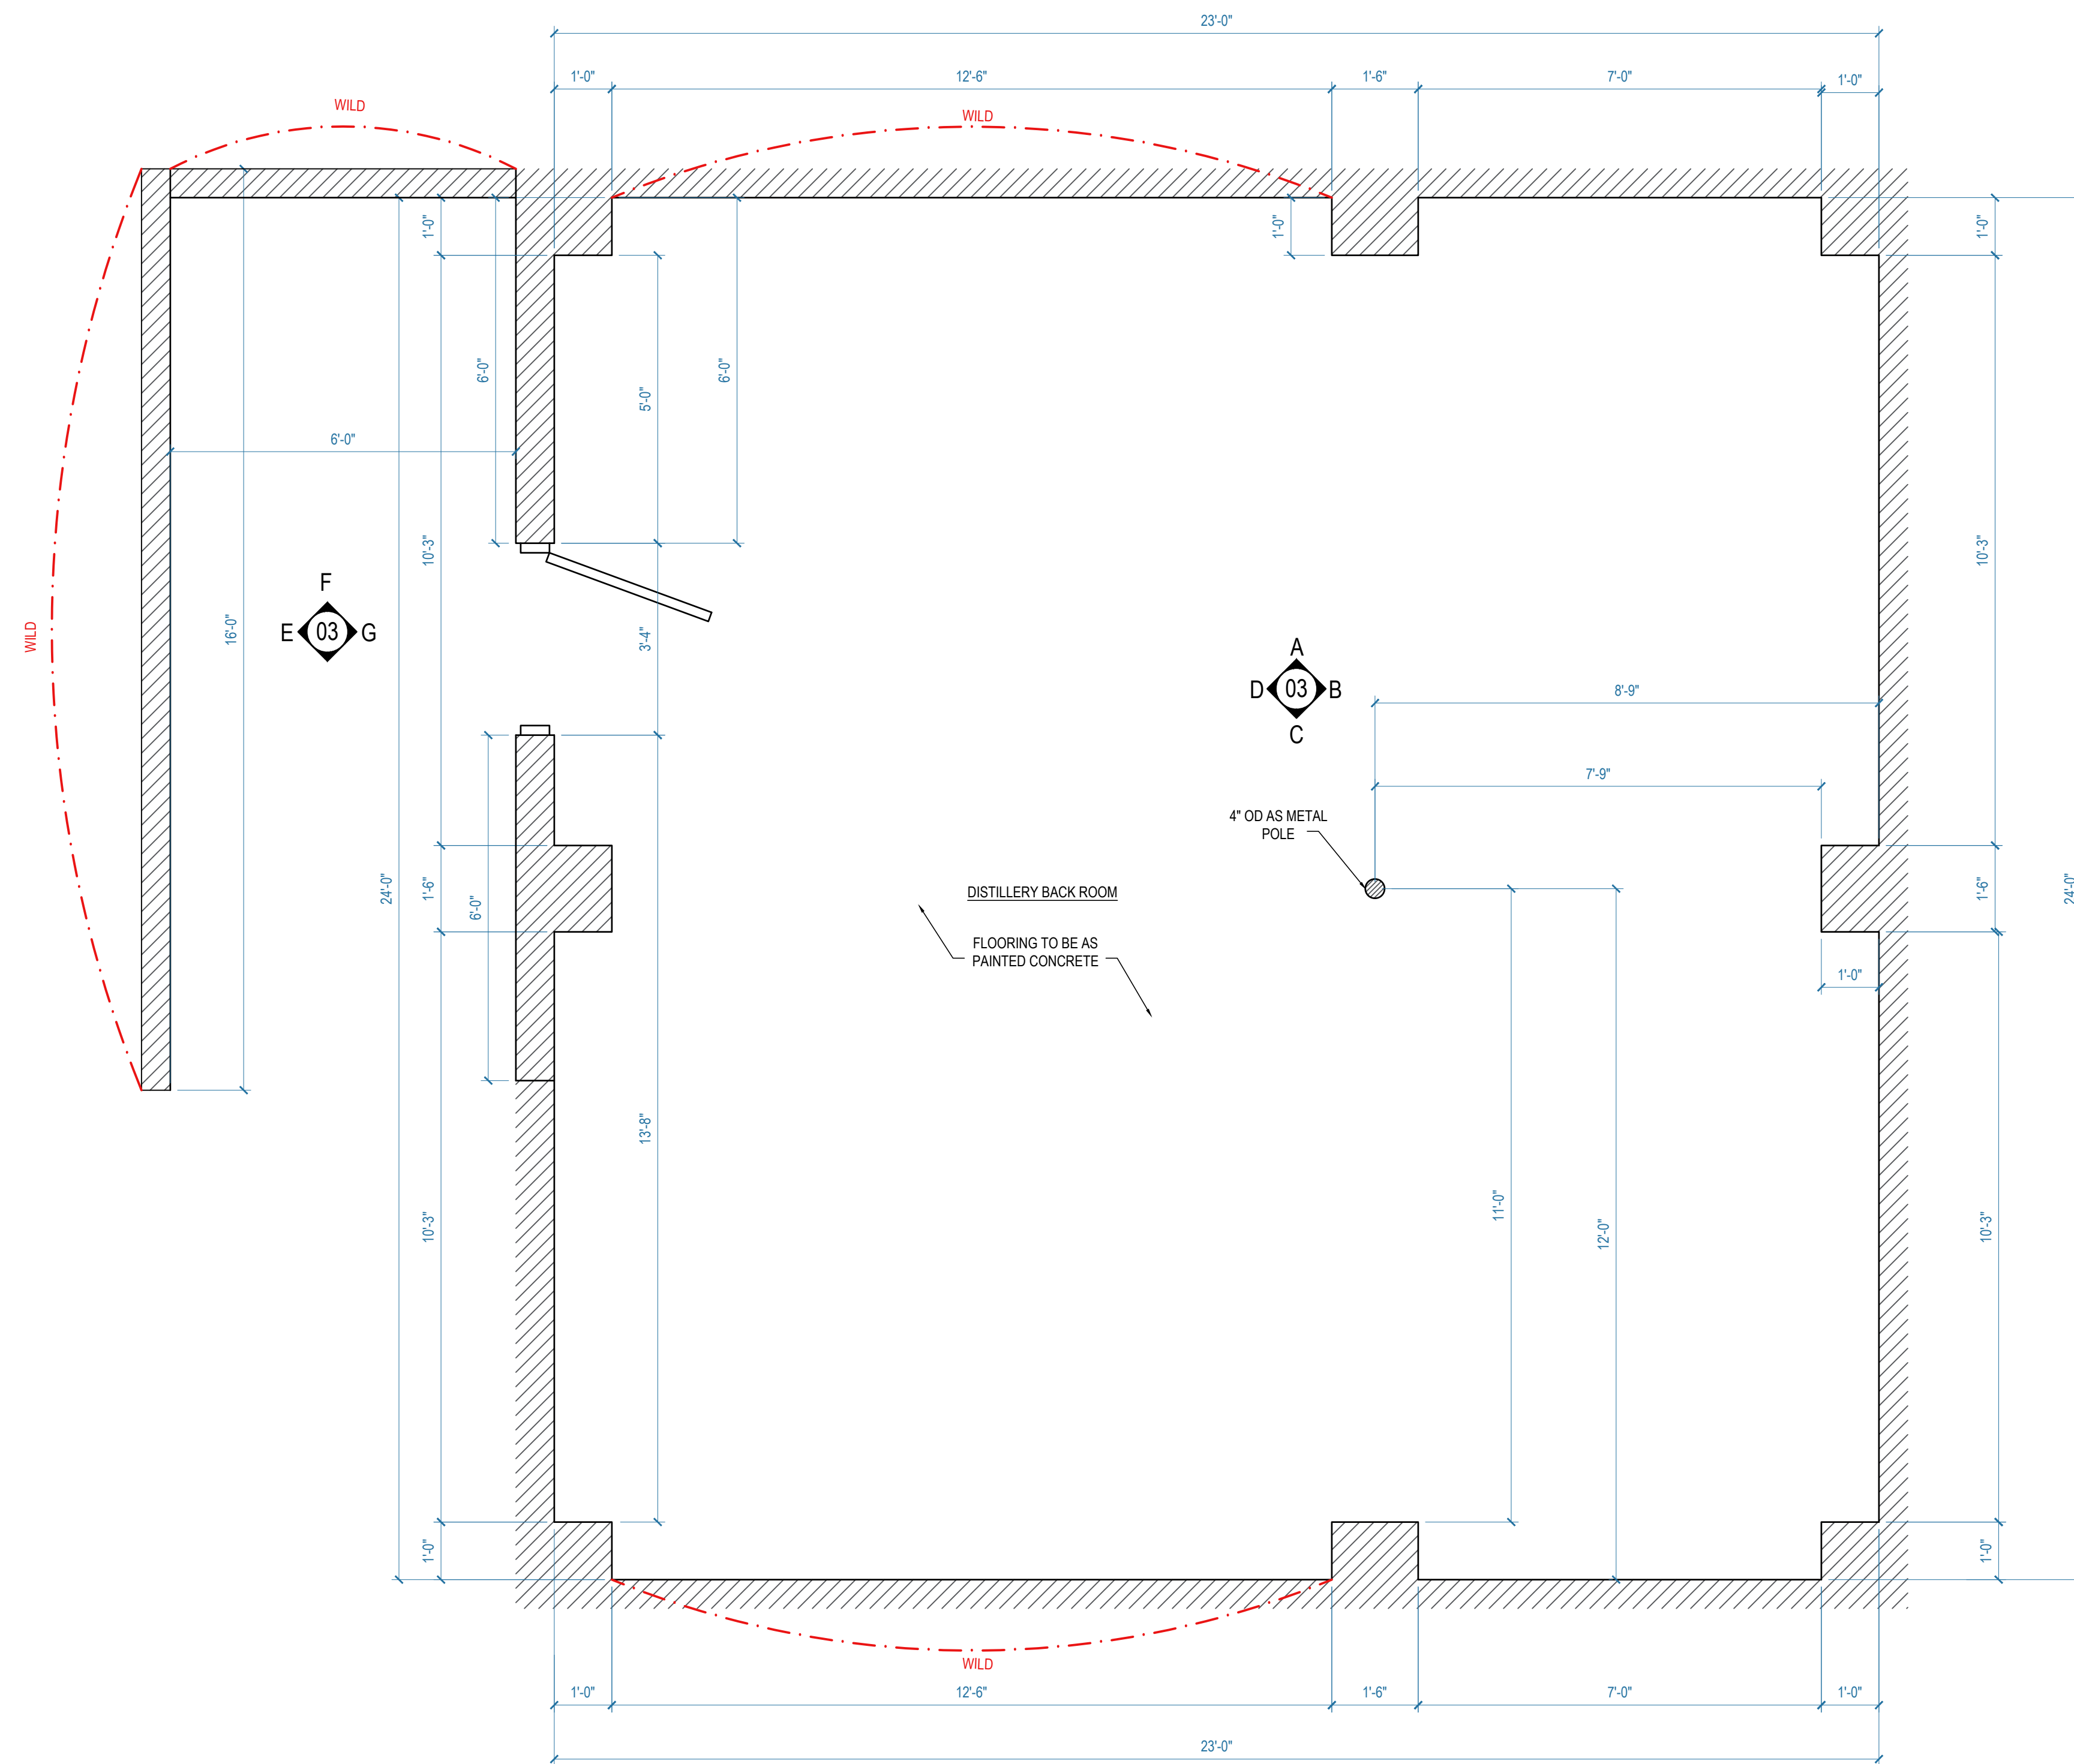 23'-0"
1'-0" 12'-6" 1'-6" 7'-0" 1'-0"
WILD
WILD
1'-0"
1'-0"
1'-0"
6'-0"
6'-0"
5'-0"
6'-0"
10'-3"
10'-3"
WILD
16'-0"
F
E 03 G
3'-4"
A
D 03 B
C
8'-9"
7'-9"
4" OD AS METAL
POLE
24'-0"
1'-6"
6'-0"
DISTILLERY BACK ROOM
1'-6"
24'-0"
FLOORING TO BE AS
PAINTED CONCRETE
1'-0"
13'-8"
10'-3"
11'-0"
12'-0"
10'-3"
1'-0"
1'-0"
WILD
1'-0" 12'-6" 1'-6" 7'-0" 1'-0"
23'-0"